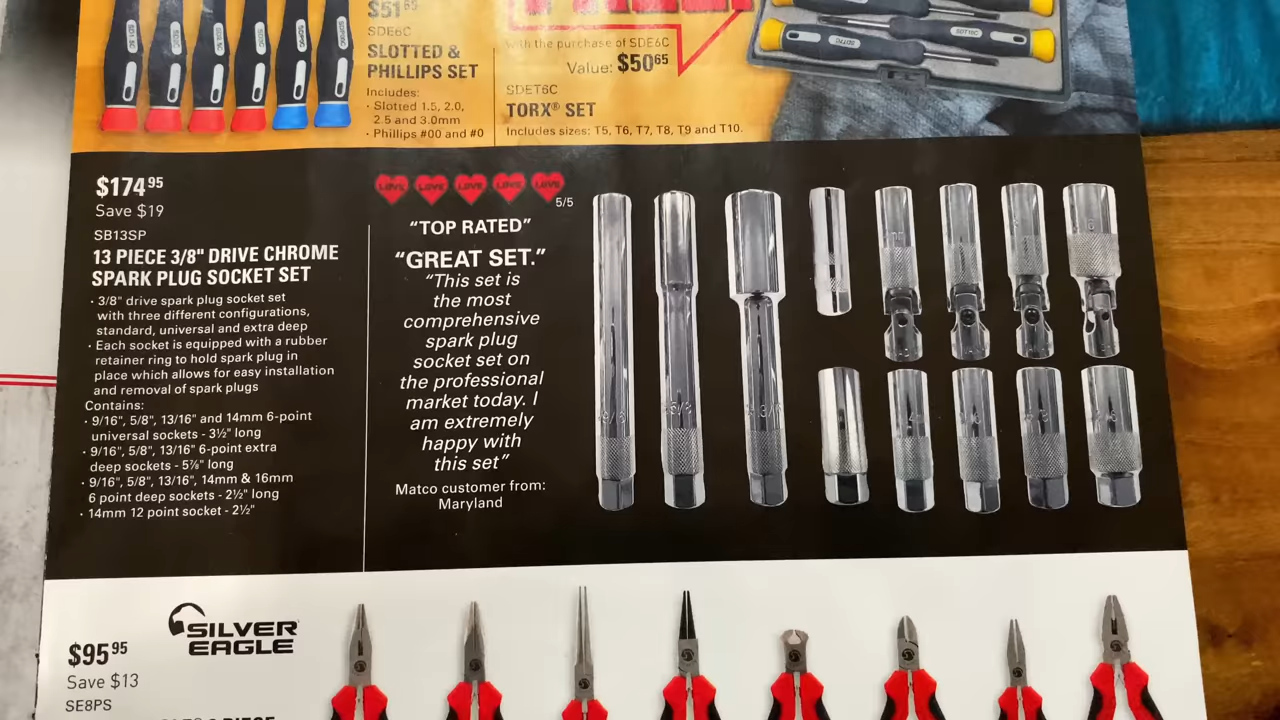 $51
SDE6C
SLOTTED &
PHILLIPS SET
Includes:
· Slotted 1.5, 2.0,
2.5 and 3.0mm
· Phillips #00 and #0
with the purchase of SDE6C
Value: $50 65
SDET6C
TORX® SET
Includes sizes: T5, T6, T7, T8, T9 and T10.
$174 95
Save $19
SB13SP
13 PIECE 3/8" DRIVE CHROME
SPARK PLUG SOCKET SET
· 3/8" drive spark plug socket set
with three different configurations,
standard, universal and extra deep
· Each socket is equipped with a rubber
retainer ring to hold spark plug in
place which allows for easy installation
and removal of spark plugs
Contains:
· 9/16", 5/8", 13/16" and 14mm 6-point
universal sockets - 3½" long
· 9/16", 5/8", 13/16" 6-point extra
deep sockets - 5⅞" long
· 9/16", 5/8", 13/16", 14mm & 16mm
6 point deep sockets - 2½" long
· 14mm 12 point socket - 2½"
LOVE LOVE LOVE LOVE LOVE
5/5
"TOP RATED"
"GREAT SET."
"This set is
the most
comprehensive
spark plug
socket set on
the professional
market today. I
am extremely
happy with
this set"
Matco customer from:
Maryland
SILVER
EAGLE
$95 95
Save $13
SE8PS